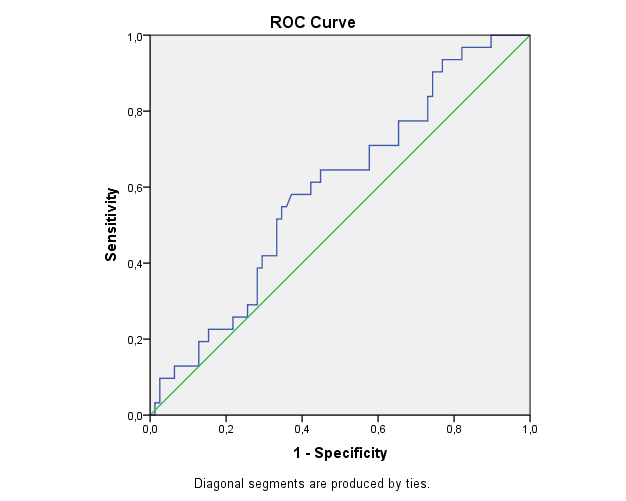 ROC Curve
1,0
0,8
0,6
0,4
0,2
0,0
Sensitivity
0,0 0,2 0,4 0,6 0,8 1,0
1 - Specificity
Diagonal segments are produced by ties.